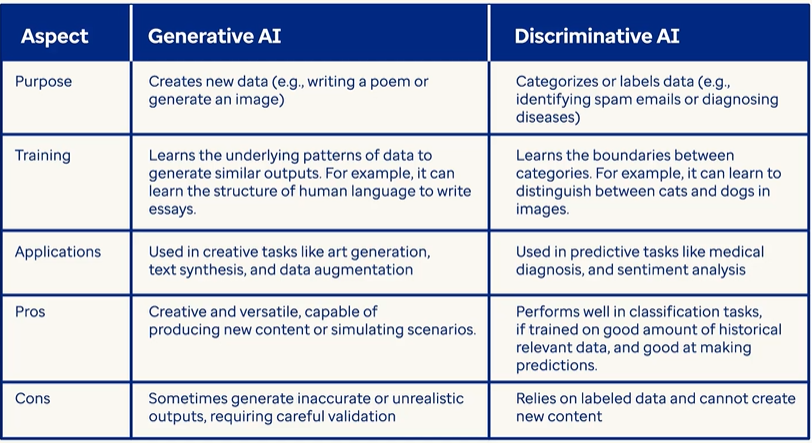 Aspect
Generative AI
Discriminative AI
Purpose
Creates new data (e.g., writing a poem or
generate an image)
Categorizes or labels data (e.g.,
identifying spam emails or diagnosing
diseases)
Training
Learns the underlying patterns of data to
generate similar outputs. For example, it can
learn the structure of human language to write
essays.
Learns the boundaries between
categories. For example, it can learn to
distinguish between cats and dogs in
images.
Applications
Used in creative tasks like art generation,
text synthesis, and data augmentation
Used in predictive tasks like medical
diagnosis, and sentiment analysis
Pros
Creative and versatile, capable of
producing new content or simulating scenarios.
Performs well in classification tasks,
if trained on good amount of historical
relevant data, and good at making
predictions.
Cons
Sometimes generate inaccurate or unrealistic
outputs, requiring careful validation
Relies on labeled data and cannot create
new content